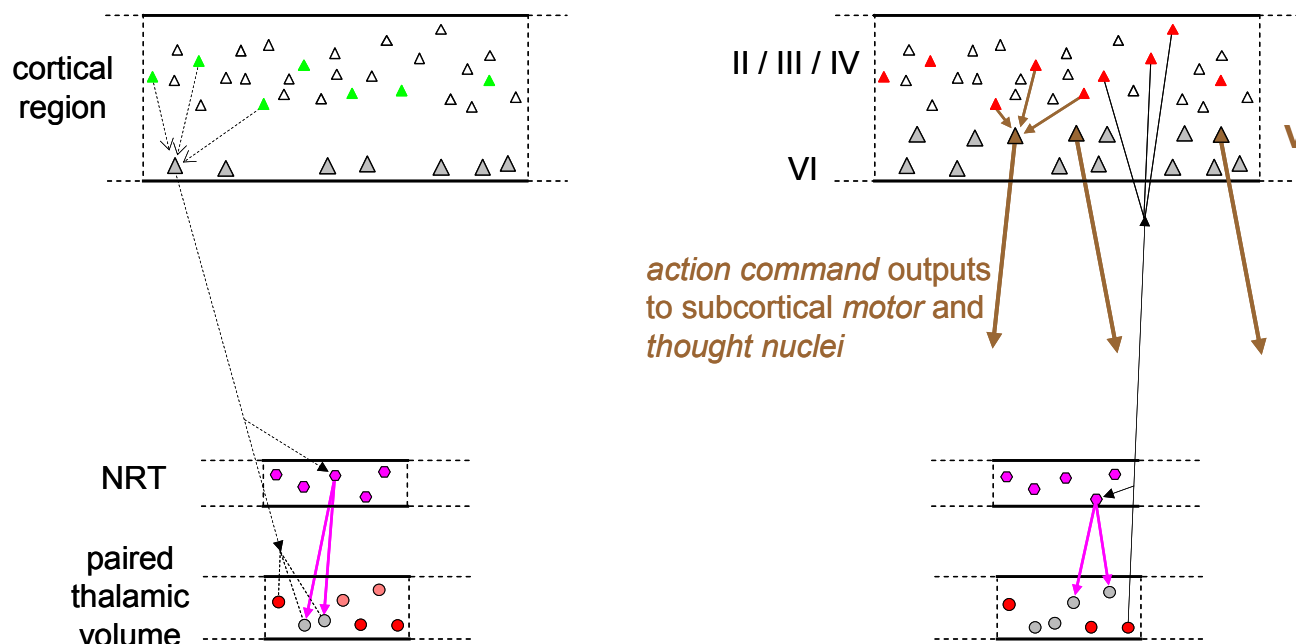 cortical
region
II / III / IV
VI
V
action command outputs
to subcortical motor and
thought nuclei
NRT
paired
thalamic
volume